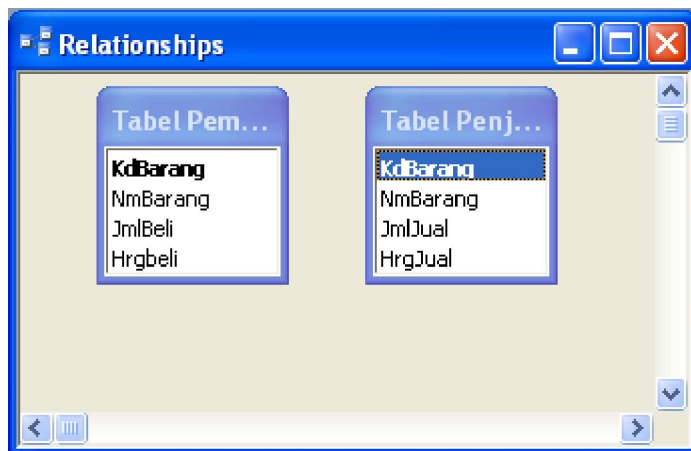 Relationships
Tabel Pem...
KdBarang
NmBarang
JmlBeli
Hrgbeli
Tabel Penj...
KdBarang
NmBarang
JmlJual
HrgJual